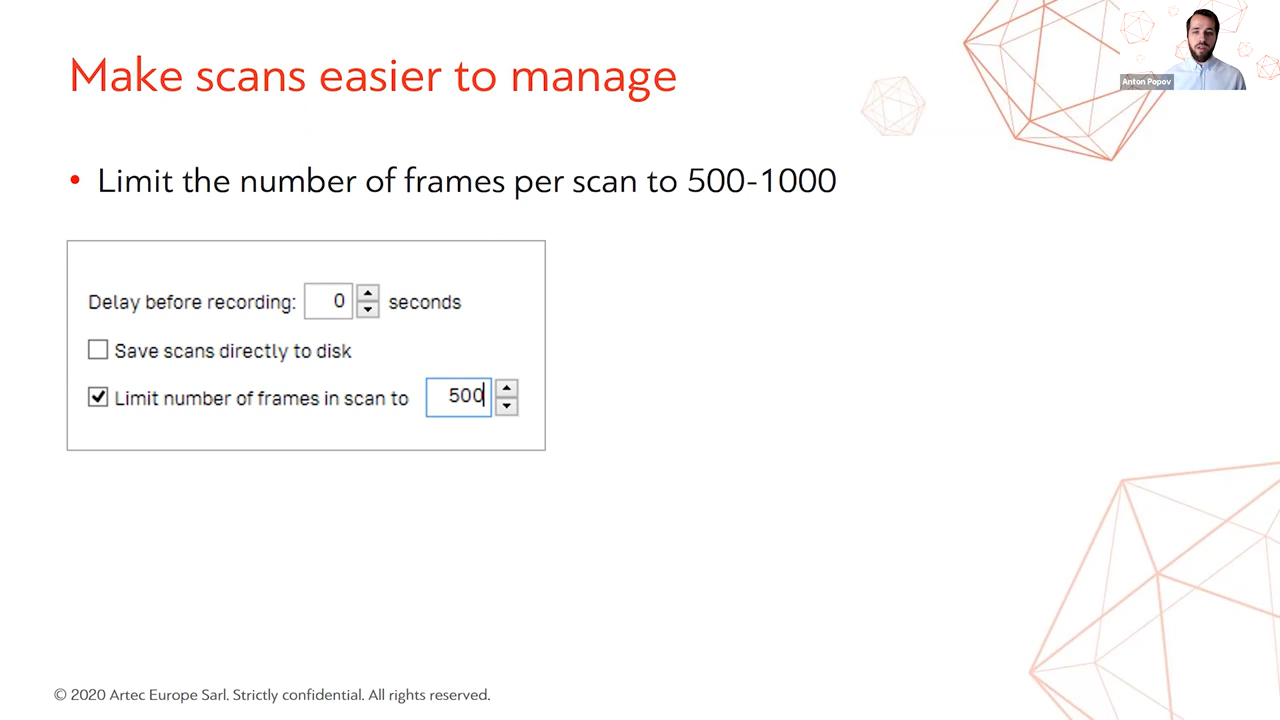 Make scans easier to manage
Anton Popov
• Limit the number of frames per scan to 500-1000
Delay before recording: 0 seconds
Save scans directly to disk
Limit number of frames in scan to 500
© 2020 Artec Europe Sarl. Strictly confidential. All rights reserved.